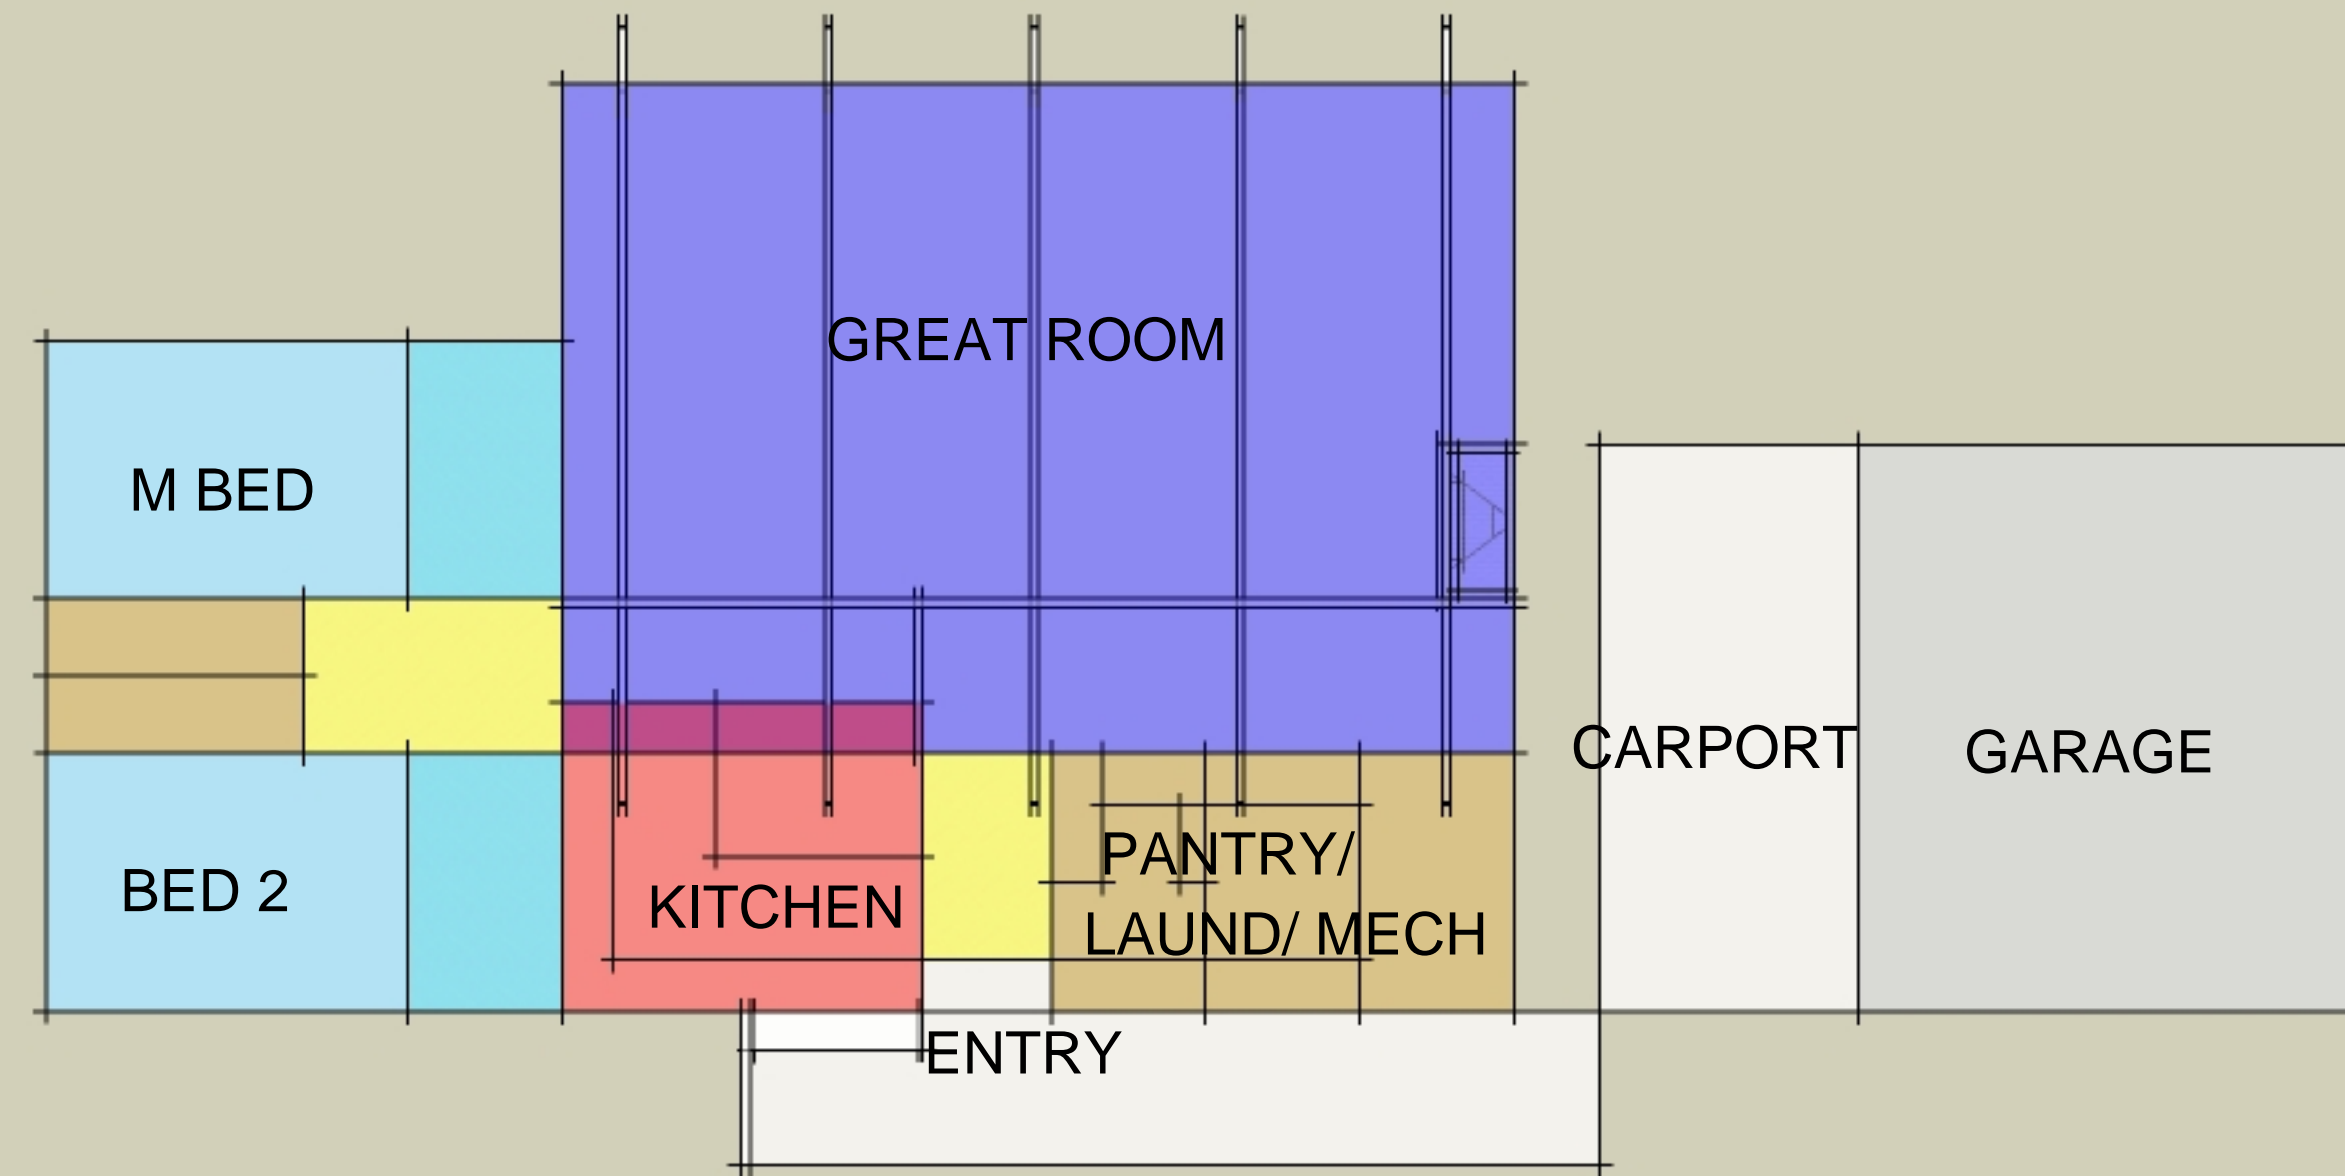 GREAT ROOM
M BED
CARPORT
GARAGE
PANTRY/
LAUND/ MECH
BED 2
KITCHEN
ENTRY